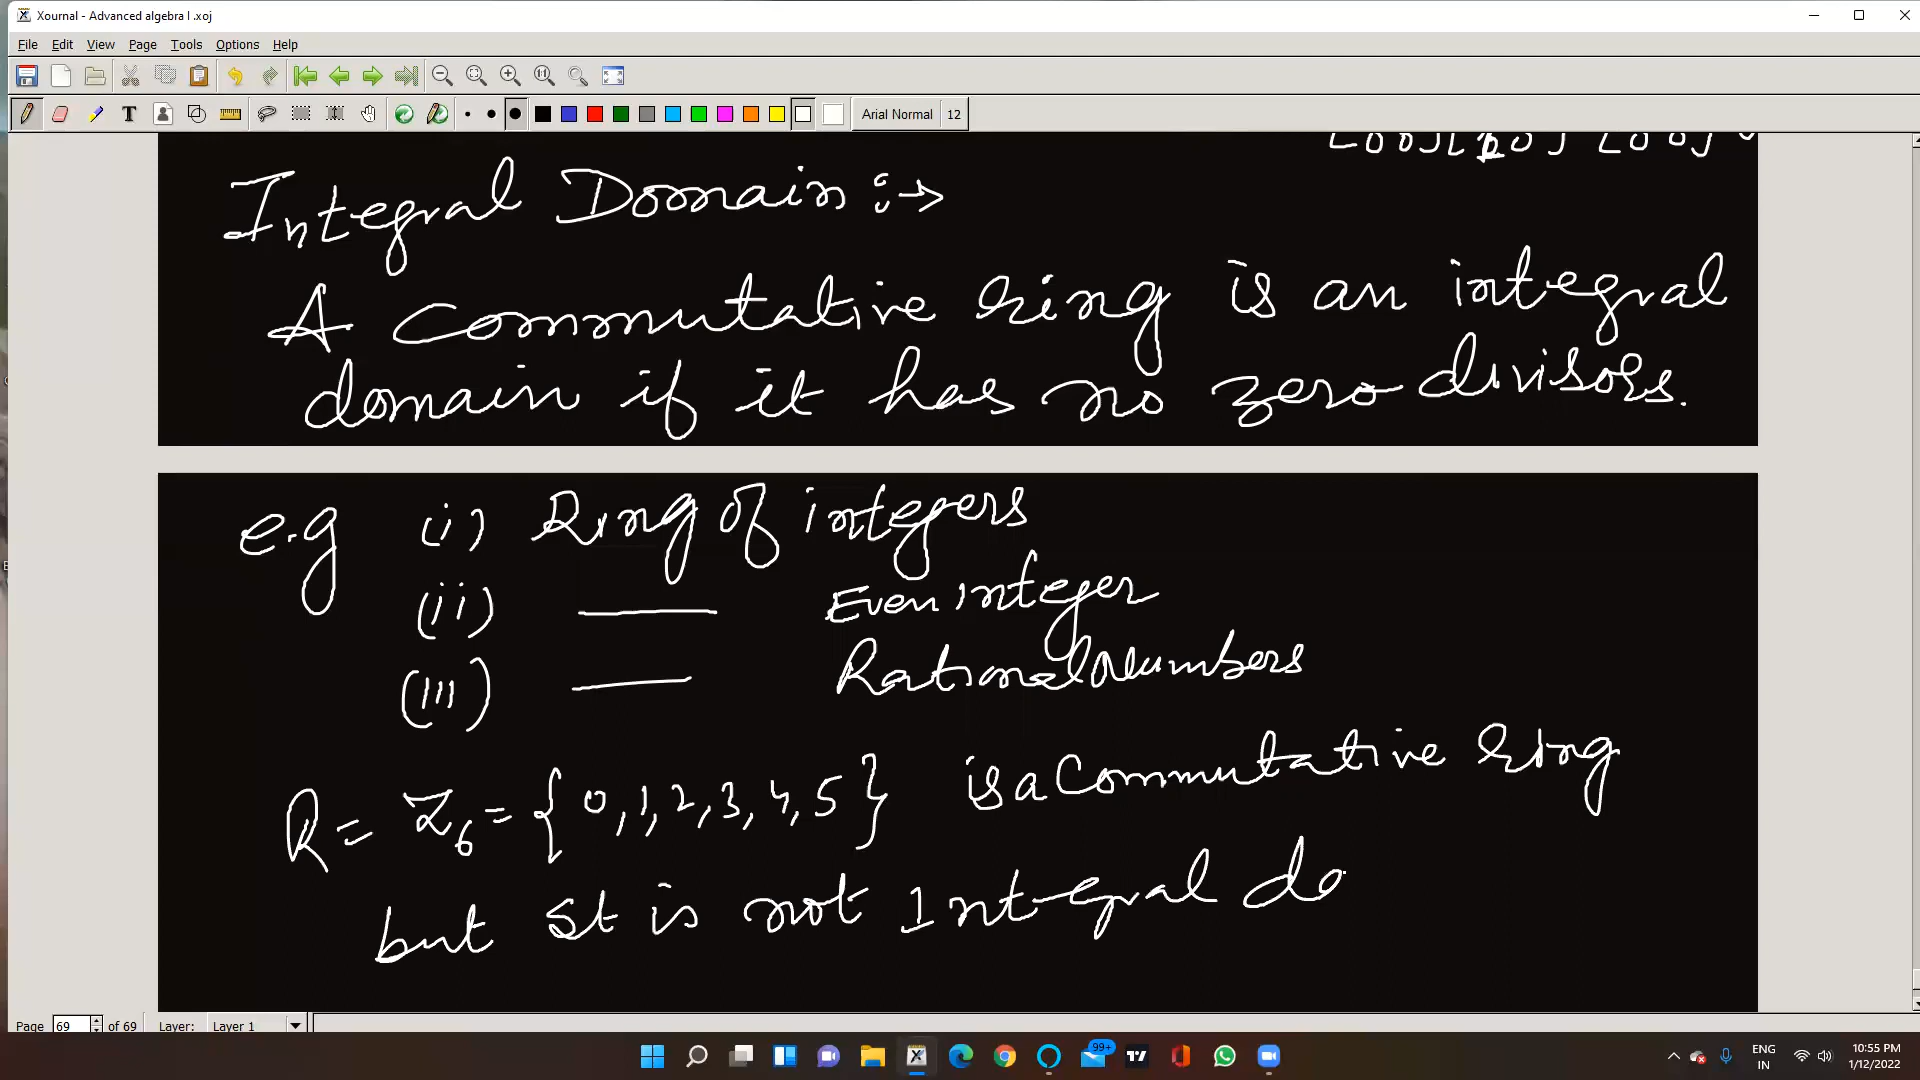 Xournal - Advanced algebra I .xoj
File Edit View Page Tools Options Help
Arial Normal 12
Integral Domain :→
A commutative ring is an integral
domain if it has no zero divisors.
e.g (i) Ring of integers
(ii) —— Even integer
(iii) —— Rational Numbers
R = Z6 = { 0, 1, 2, 3, 4, 5 } is a Commutative ring
but It is not Integral do
Page 69 of 69 Layer: Layer 1
99+
ENG
IN
10:55 PM
1/12/2022